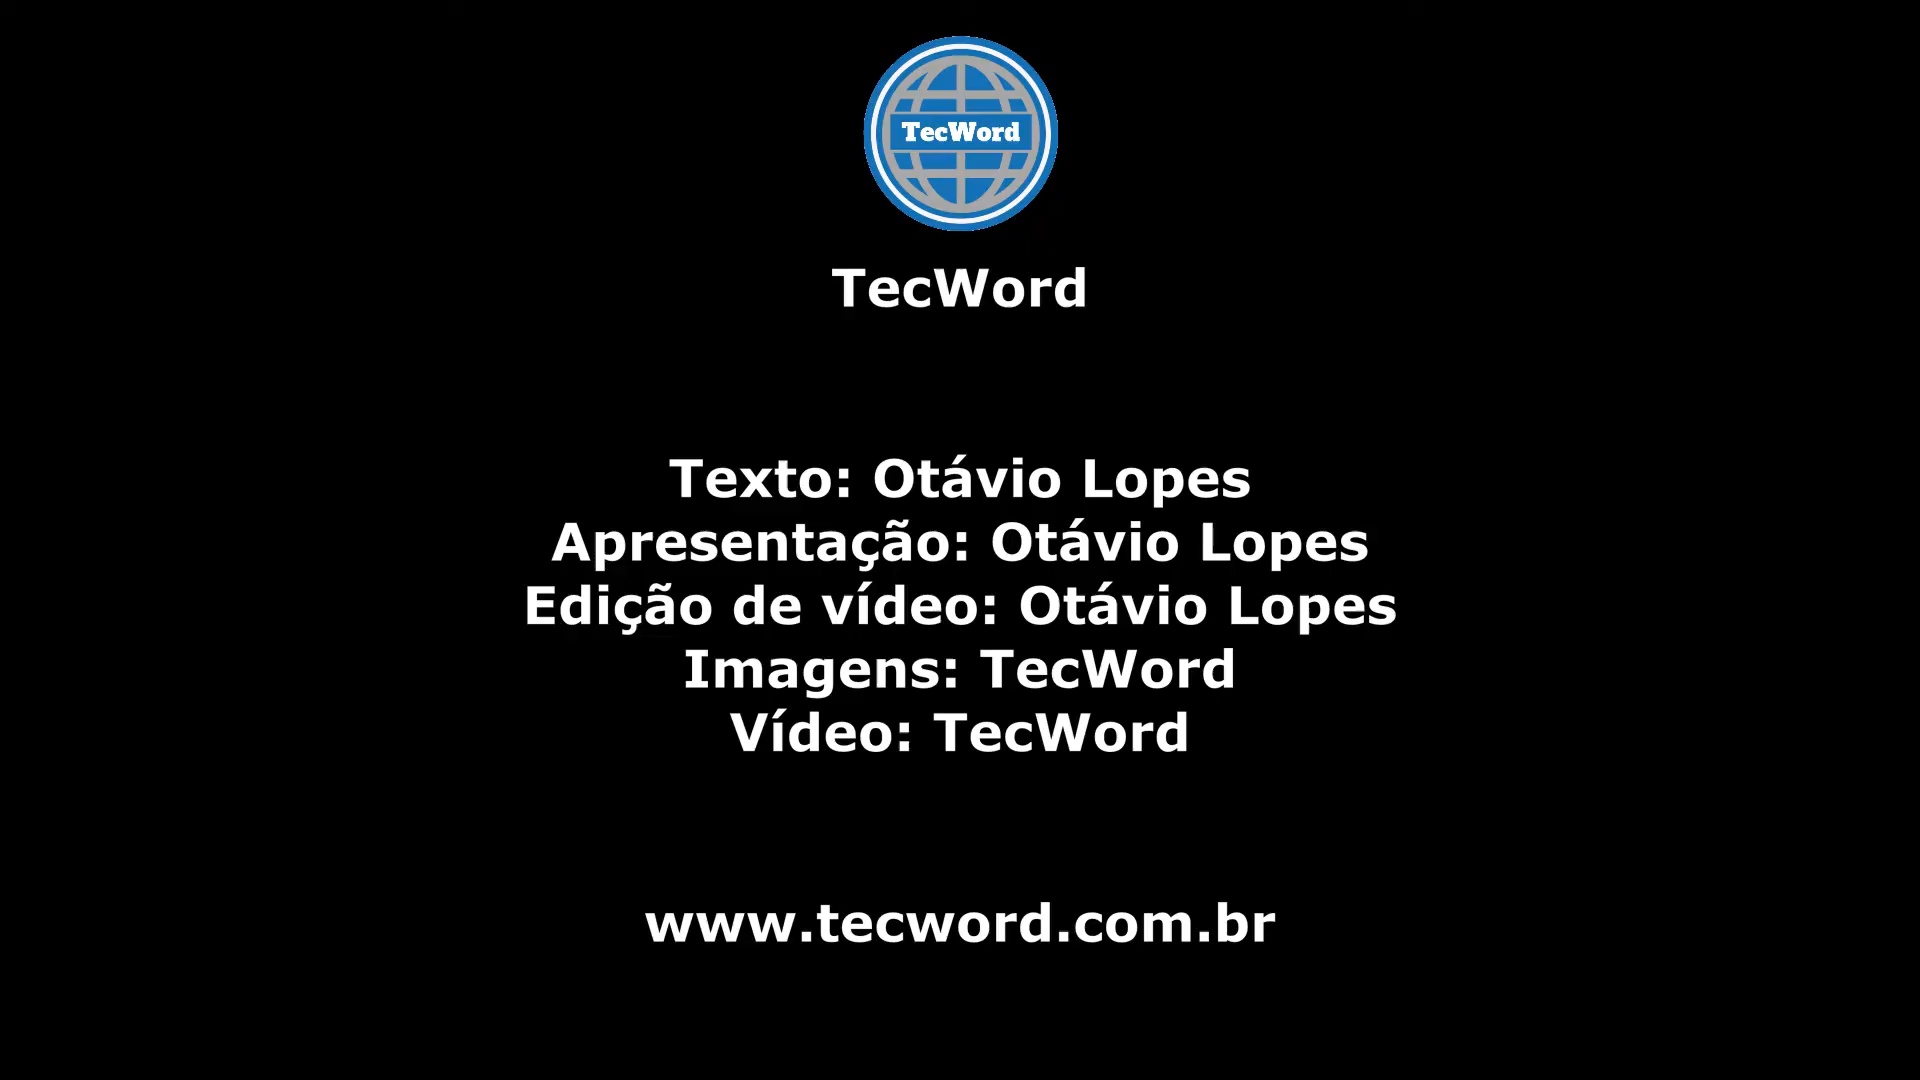 TecWord
TecWord
Texto: Otávio Lopes
Apresentação: Otávio Lopes
Edição de vídeo: Otávio Lopes
Imagens: TecWord
Vídeo: TecWord
www.tecword.com.br